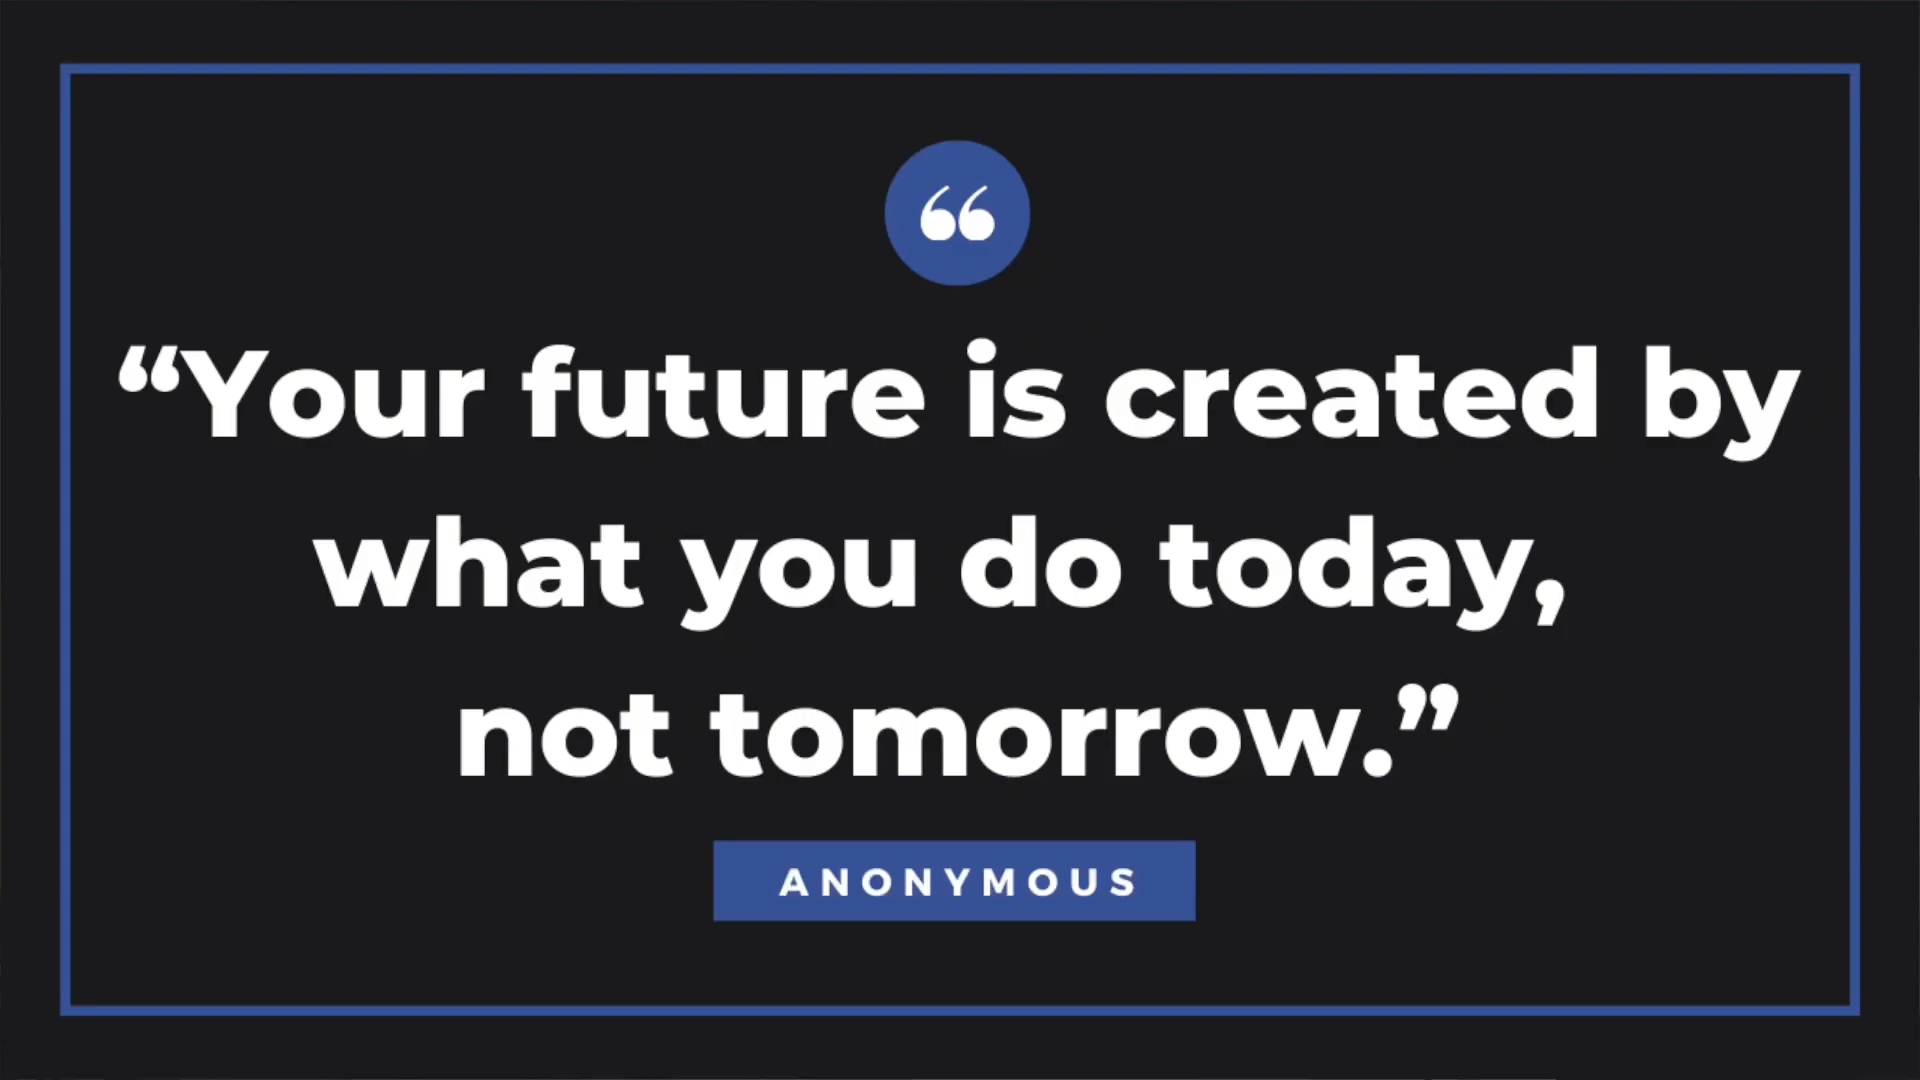 “
“Your future is created by
what you do today,
not tomorrow.”
ANONYMOUS